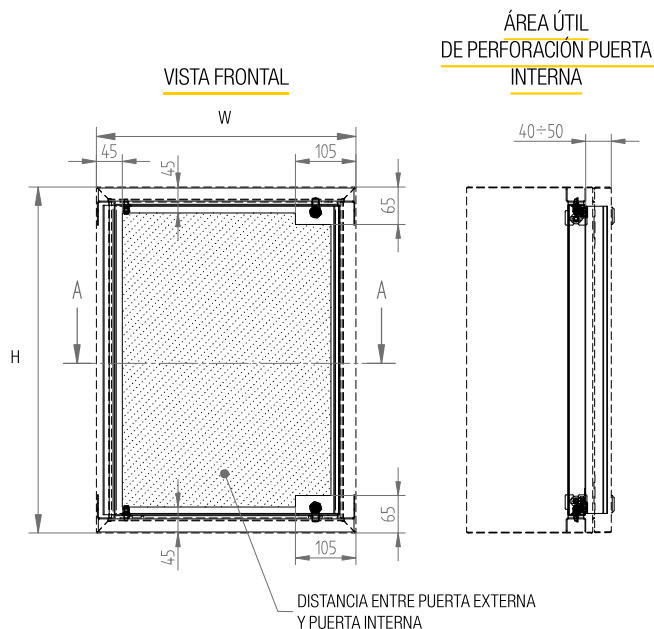 ÁREA ÚTIL
DE PERFORACIÓN PUERTA
INTERNA
VISTA FRONTAL
W
40÷50
45
45
105
65
A
A
H
65
45
105
DISTANCIA ENTRE PUERTA EXTERNA
Y PUERTA INTERNA